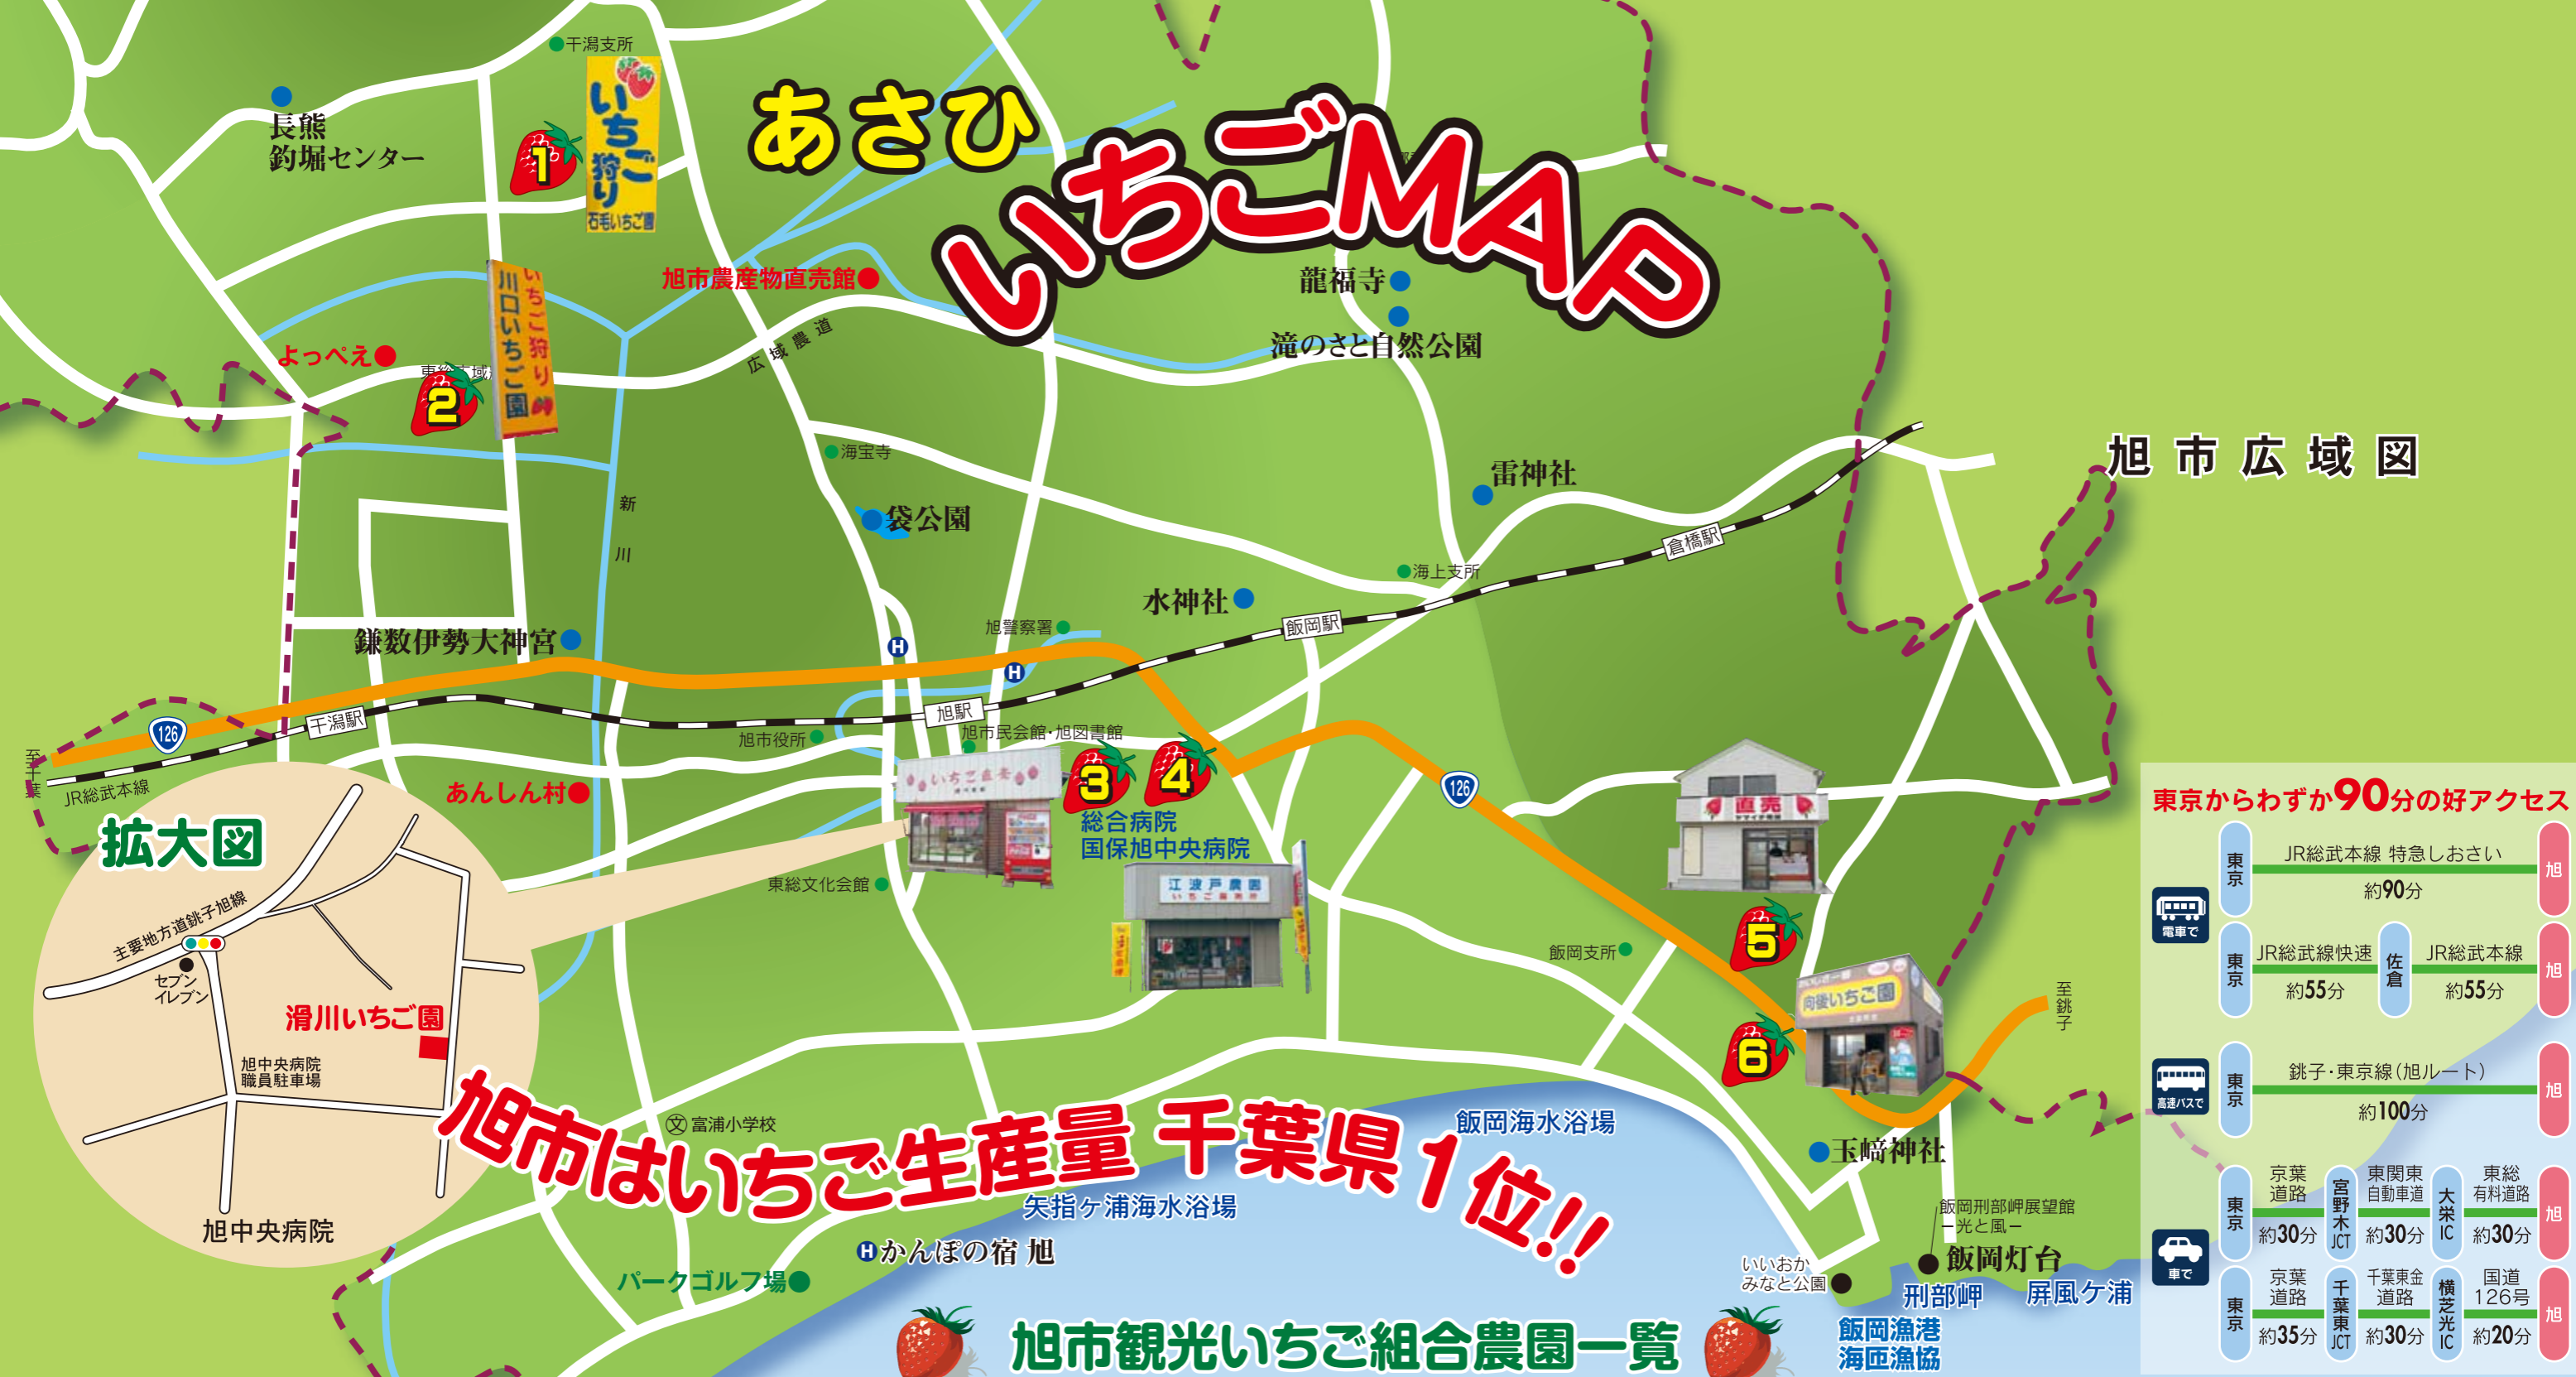 干潟支所
長熊
釣堀センター
1
いちご狩り
石毛いちご園
あさひ
いちごMAP
旭市農産物直売館
龍福寺
滝のさと自然公園
広域農道
よっぺえ
2
いちご狩り
川口いちご園
旭市広域図
海宝寺
袋公園
雷神社
新川
倉橋駅
海上支所
水神社
飯岡駅
旭警察署
鎌数伊勢大神宮
H
H
126
干潟駅
旭駅
旭市役所
旭市民会館・旭図書館
至千葉
JR総武本線
あんしん村
いちご直売
3
4
総合病院
国保旭中央病院
126
直売
東総文化会館
江波戸農園
いちご直売所
5
飯岡支所
向後いちご園
6
至銚子
拡大図
主要地方道銚子旭線
セブン
イレブン
滑川いちご園
旭中央病院
職員駐車場
旭中央病院
旭市はいちご生産量 千葉県1位!!
文 富浦小学校
飯岡海水浴場
矢指ヶ浦海水浴場
H かんぽの宿 旭
パークゴルフ場
玉﨑神社
飯岡刑部岬展望館
ー光と風ー
飯岡灯台
いいおか
みなと公園
刑部岬
屏風ケ浦
飯岡漁港
海匝漁協
旭市観光いちご組合農園一覧
東京からわずか90分の好アクセス
電車で
東京 JR総武本線 特急しおさい 旭
約90分
東京 JR総武線快速 佐倉 JR総武本線 旭
約55分 約55分
高速バスで
東京 銚子・東京線（旭ルート） 旭
約100分
車で
東京 京葉道路 宮野木JCT 東関東自動車道 大栄IC 東総有料道路 旭
約30分 約30分 約30分
東京 京葉道路 千葉東JCT 千葉東金道路 横芝光IC 国道126号 旭
約35分 約30分 約20分